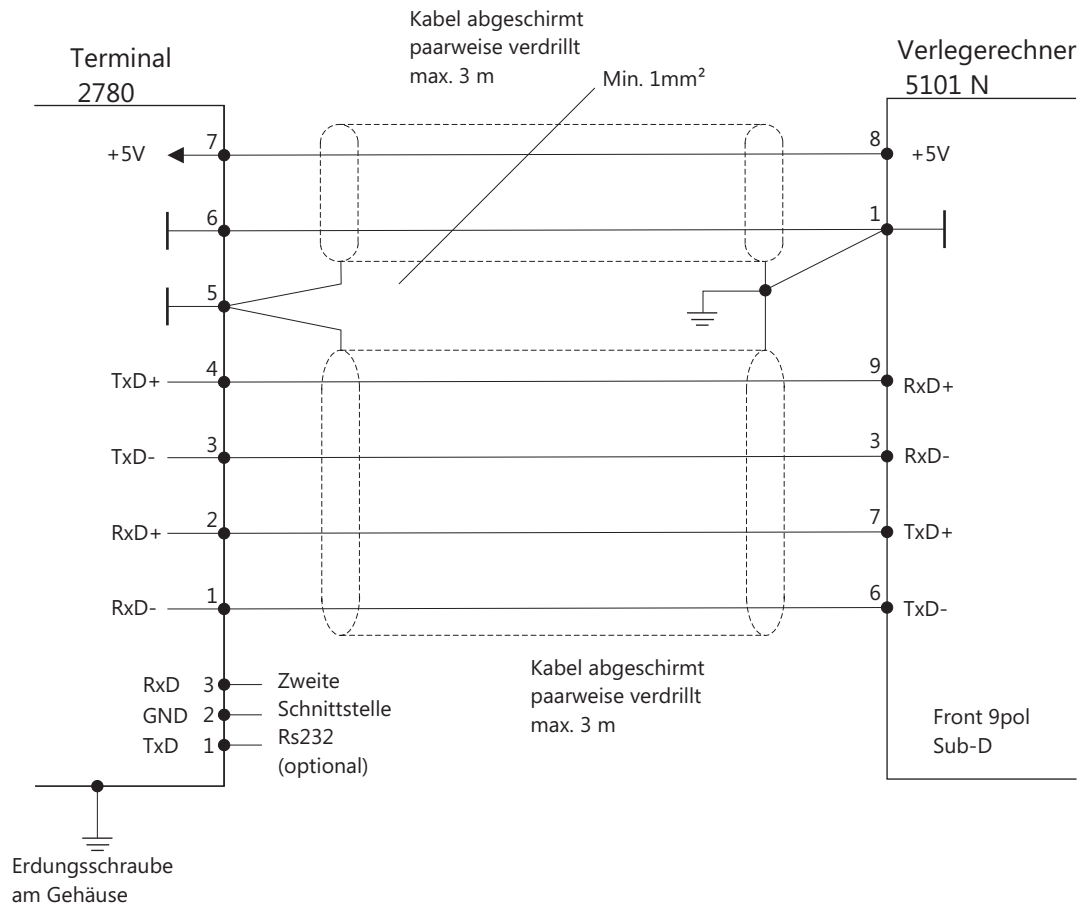 Kabel abgeschirmt
paarweise verdrillt
max. 3 m
Min. 1mm²
Terminal
2780
Verlegerechner
5101 N
+5V
7
8
+5V
6
1
5
TxD+
4
9
RxD+
TxD-
3
3
RxD-
RxD+
2
7
TxD+
RxD-
1
6
TxD-
RxD 3
GND 2
TxD 1
Zweite
Schnittstelle
Rs232
(optional)
Kabel abgeschirmt
paarweise verdrillt
max. 3 m
Front 9pol
Sub-D
Erdungsschraube
am Gehäuse